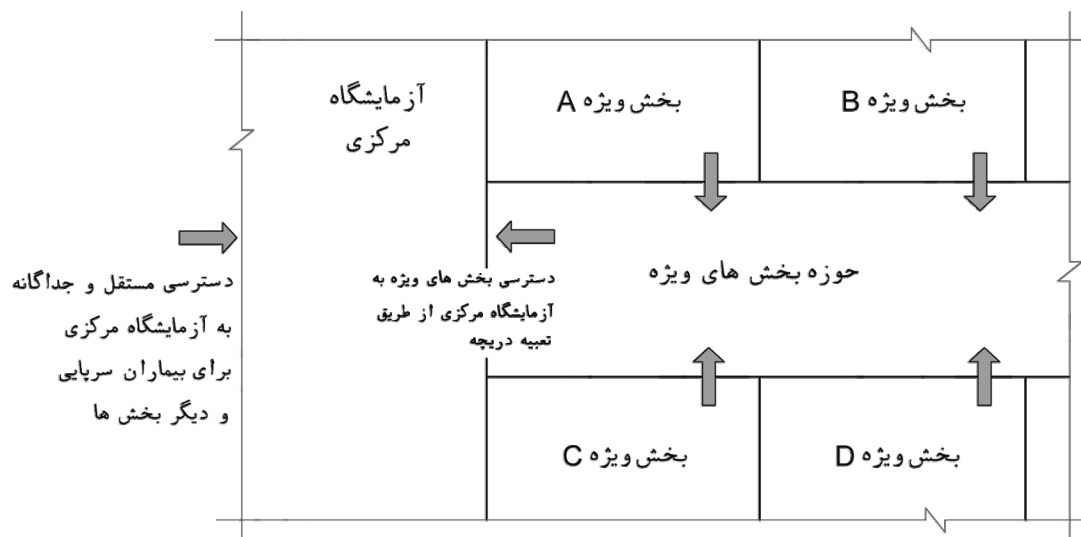 آزمایشگاه
مرکزی
بخش ویژه A
بخش ویژه B
دسترسی مستقل و جداگانه
به آزمایشگاه مرکزی
برای بیماران سرپایی
و دیگر بخش ها
دسترسی بخش های ویژه به
آزمایشگاه مرکزی از طریق
تعبیه دریچه
حوزه بخش های ویژه
بخش ویژه C
بخش ویژه D